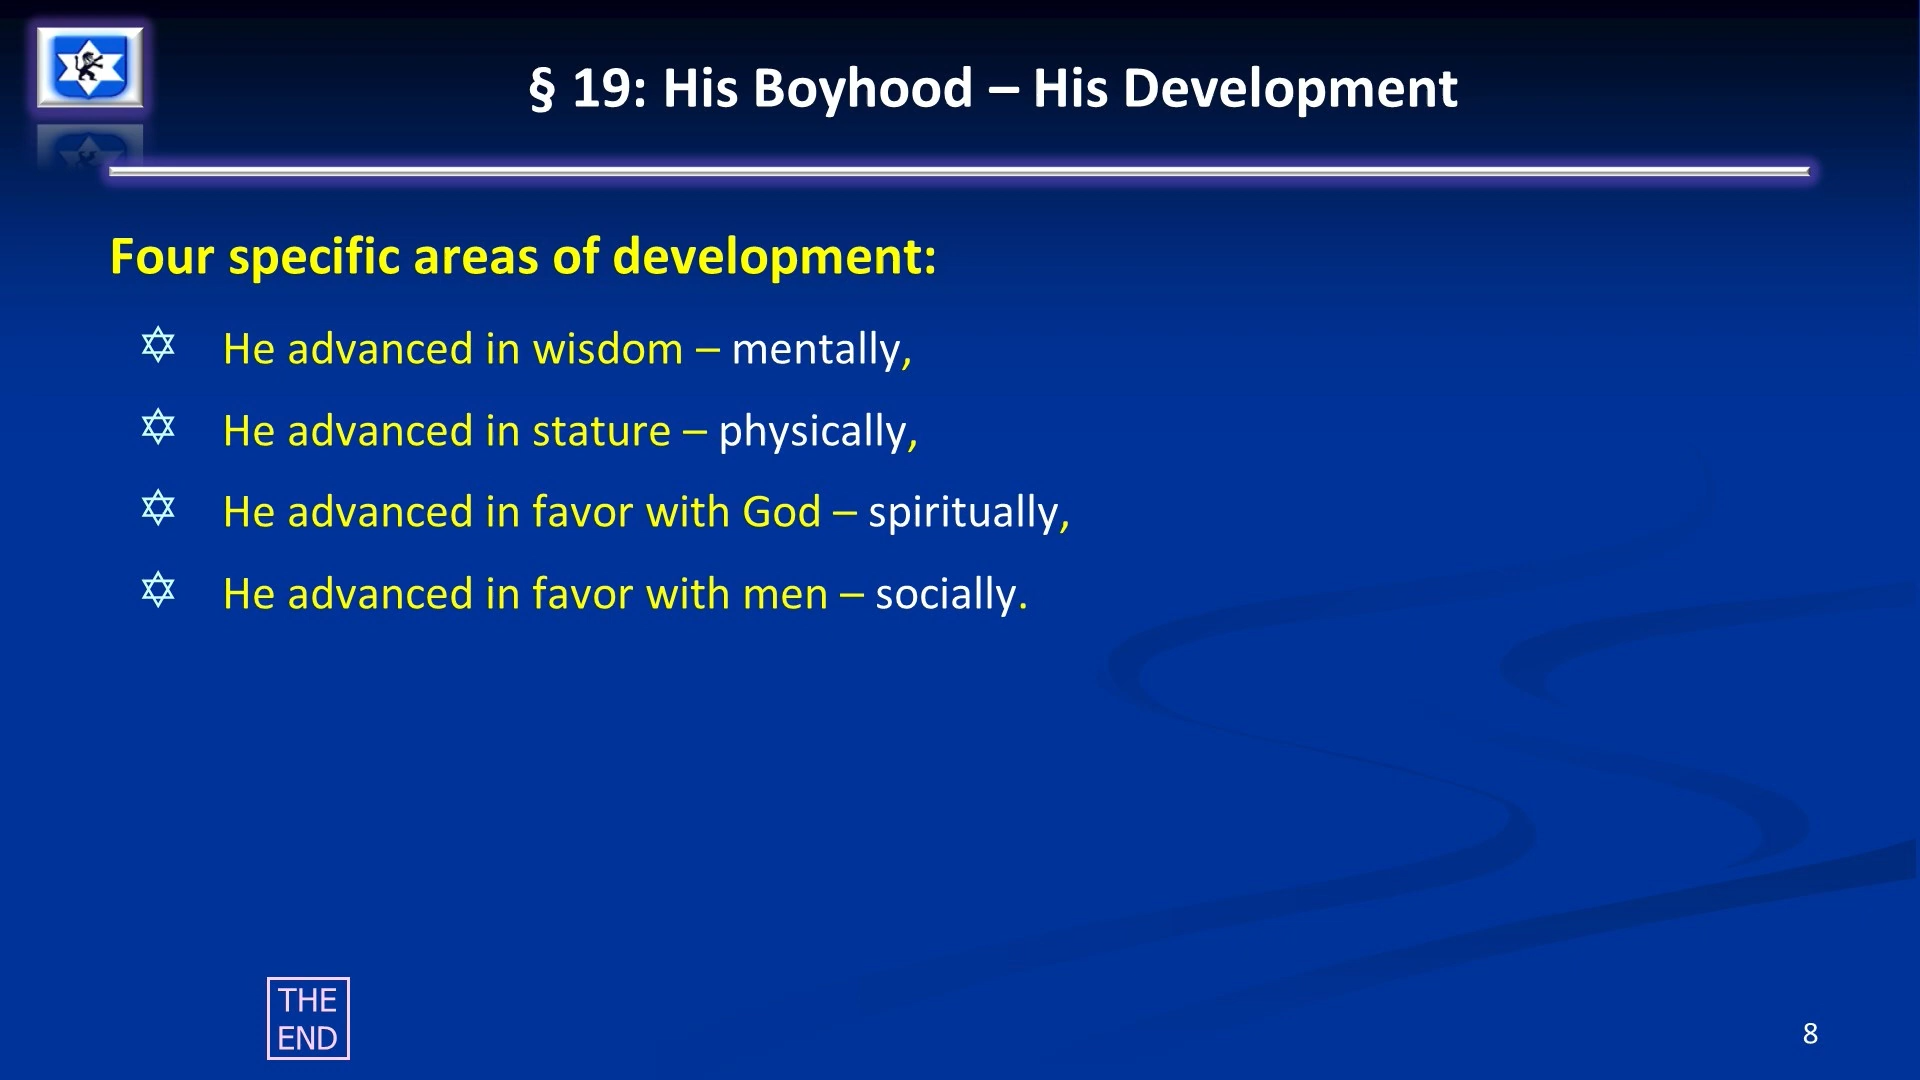 § 19: His Boyhood – His Development
Four specific areas of development:
✡ He advanced in wisdom – mentally,
✡ He advanced in stature – physically,
✡ He advanced in favor with God – spiritually,
✡ He advanced in favor with men – socially.
THE
END
8